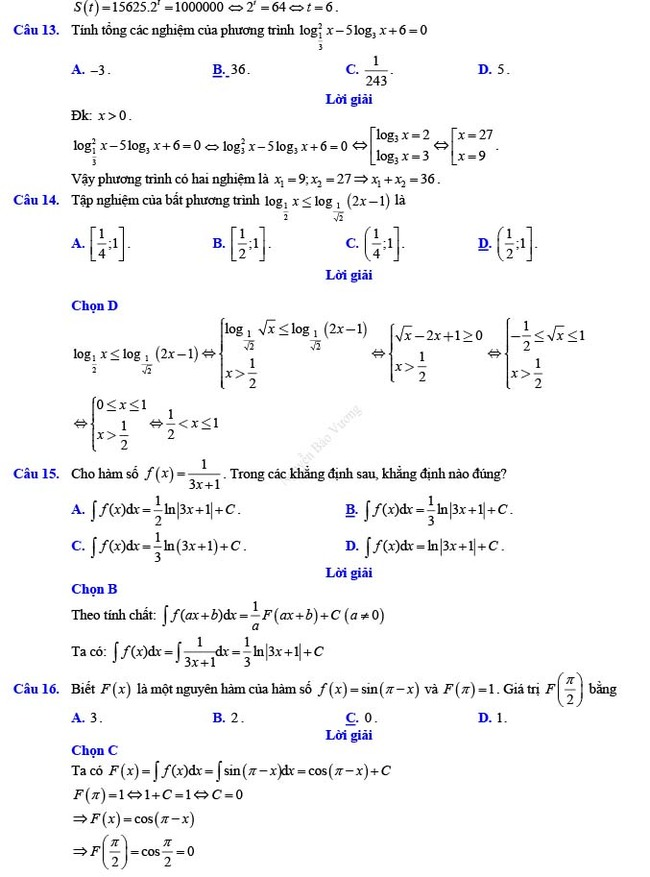 S(t)=15625.2^t=1000000⇔2^t=64⇔t=6.
Câu 13. Tính tổng các nghiệm của phương trình log²_{1/3} x−5log₃ x+6=0
A. −3. B. 36. C. 1/243. D. 5.
Lời giải
Đk: x>0.
log²_{1/3} x−5log₃ x+6=0⇔log₃² x−5log₃ x+6=0⇔[log₃ x=2; log₃ x=3⇔[x=27; x=9.
Vậy phương trình có hai nghiệm là x₁=9; x₂=27⇒x₁+x₂=36.
Câu 14. Tập nghiệm của bất phương trình log_{1/2} x≤log_{1/√2}(2x−1) là
A. [1/4;1]. B. [1/2;1]. C. (1/4;1]. D. (1/2;1].
Lời giải
Chọn D
log_{1/2} x≤log_{1/√2}(2x−1)⇔{log_{1/√2} √x≤log_{1/√2}(2x−1); x>1/2⇔{√x−2x+1≥0; x>1/2⇔{−1/2≤√x≤1; x>1/2
⇔{0≤x≤1; x>1/2⇔1/2<x≤1
Bảo Vương
Câu 15. Cho hàm số f(x)=1/(3x+1). Trong các khẳng định sau, khẳng định nào đúng?
A. ∫f(x)dx=1/2 ln|3x+1|+C. B. ∫f(x)dx=1/3 ln|3x+1|+C.
C. ∫f(x)dx=1/3 ln(3x+1)+C. D. ∫f(x)dx=ln|3x+1|+C.
Lời giải
Chọn B
Theo tính chất: ∫f(ax+b)dx=1/a F(ax+b)+C (a≠0)
Ta có: ∫f(x)dx=∫1/(3x+1)dx=1/3 ln|3x+1|+C
Câu 16. Biết F(x) là một nguyên hàm của hàm số f(x)=sin(π−x) và F(π)=1. Giá trị F(π/2) bằng
A. 3. B. 2. C. 0. D. 1.
Lời giải
Chọn C
Ta có F(x)=∫f(x)dx=∫sin(π−x)dx=cos(π−x)+C
F(π)=1⇔1+C=1⇔C=0
⇒F(x)=cos(π−x)
⇒F(π/2)=cos π/2=0